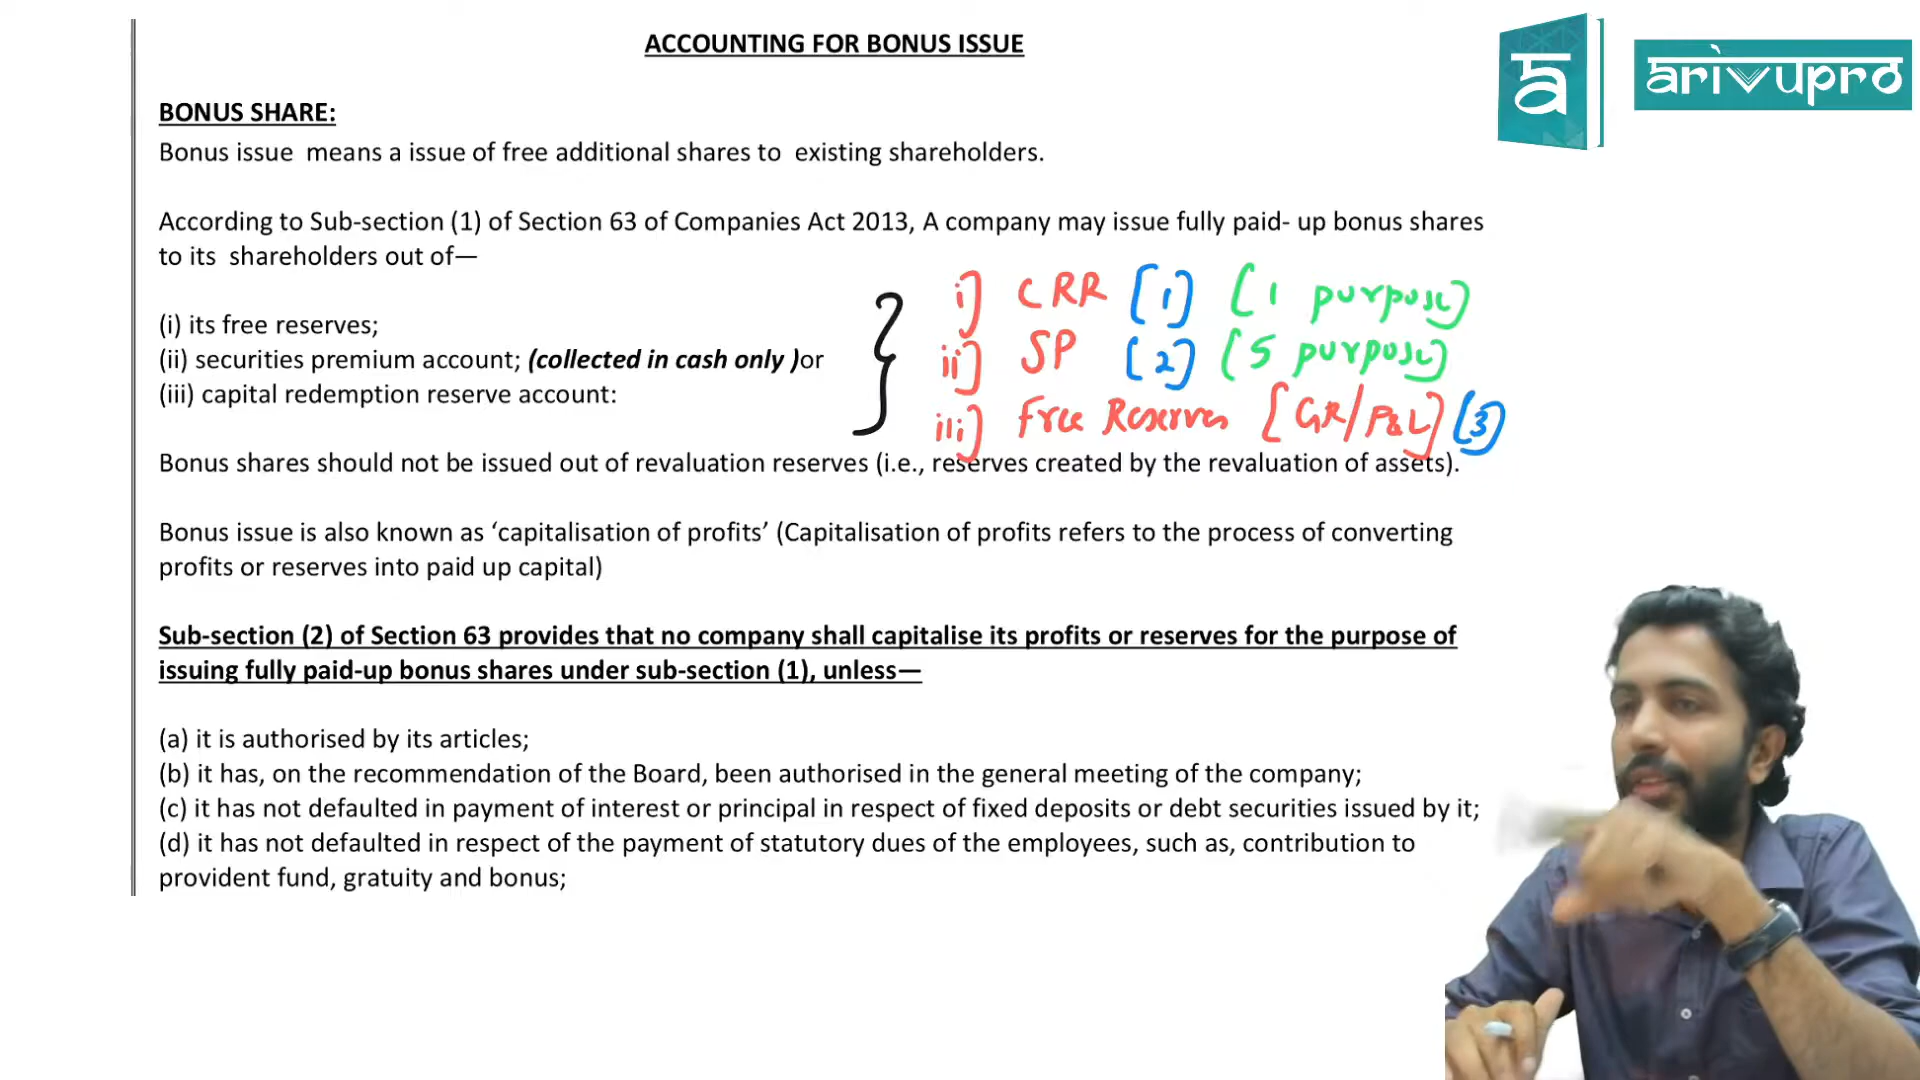 ACCOUNTING FOR BONUS ISSUE
a arivupro
BONUS SHARE:
Bonus issue means a issue of free additional shares to existing shareholders.
According to Sub-section (1) of Section 63 of Companies Act 2013, A company may issue fully paid- up bonus shares
to its shareholders out of—
(i) its free reserves;
(ii) securities premium account; (collected in cash only )or
(iii) capital redemption reserve account:
i] CRR [1] [1 purpose]
ii] SP [2] [5 purpose]
iii] Free Reserves [GR/P&L] [3]
Bonus shares should not be issued out of revaluation reserves (i.e., reserves created by the revaluation of assets).
Bonus issue is also known as ‘capitalisation of profits’ (Capitalisation of profits refers to the process of converting
profits or reserves into paid up capital)
Sub-section (2) of Section 63 provides that no company shall capitalise its profits or reserves for the purpose of
issuing fully paid-up bonus shares under sub-section (1), unless—
(a) it is authorised by its articles;
(b) it has, on the recommendation of the Board, been authorised in the general meeting of the company;
(c) it has not defaulted in payment of interest or principal in respect of fixed deposits or debt securities issued by it;
(d) it has not defaulted in respect of the payment of statutory dues of the employees, such as, contribution to
provident fund, gratuity and bonus;